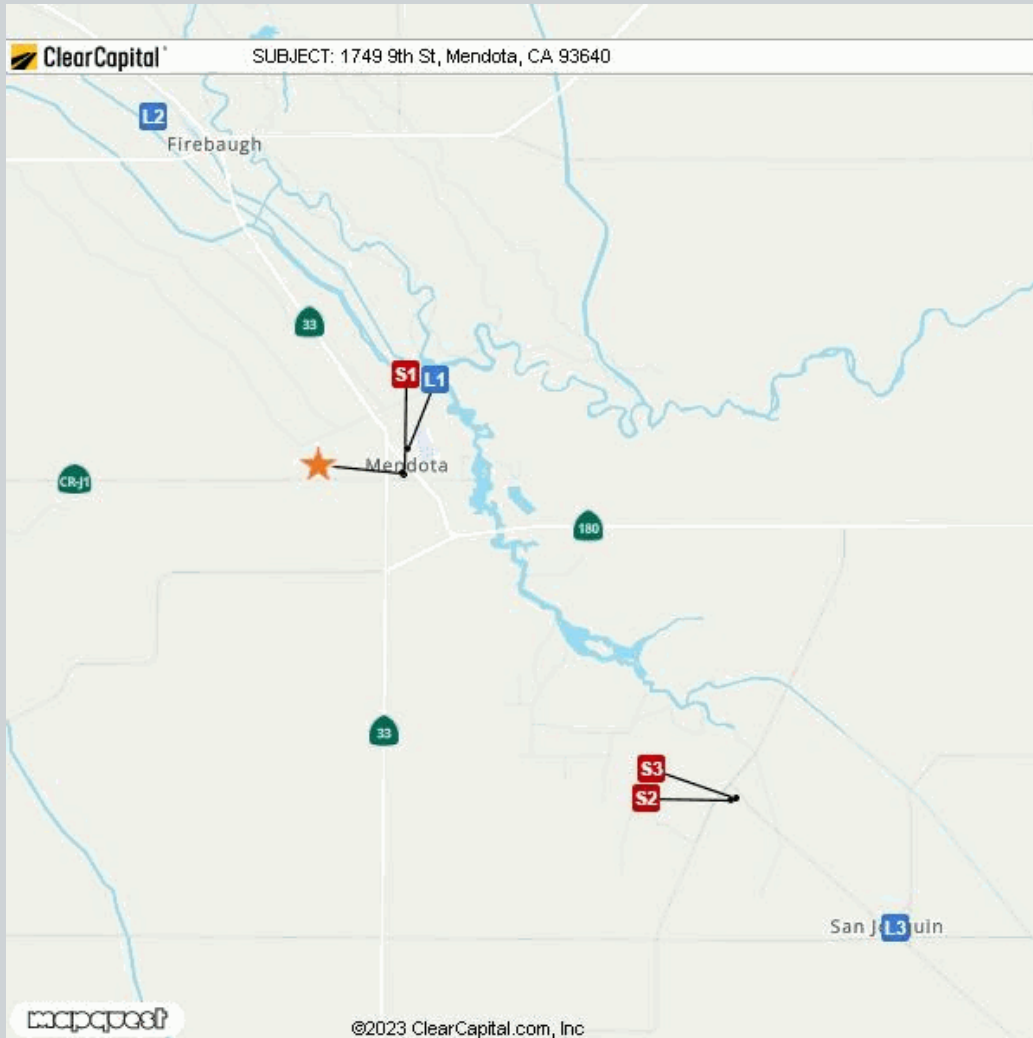 ClearCapital
SUBJECT: 1749 9th St, Mendota, CA 93640
L2
Firebaugh
33
S1
L1
Mendota
CR-J1
180
33
S3
S2
San Joaquin
L3
mapquest
©2023 ClearCapital.com, Inc